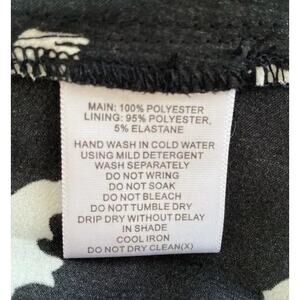 MAIN: 100% POLYESTER
LINING: 95% POLYESTER,
5% ELASTANE
HAND WASH IN COLD WATER
USING MILD DETERGENT
WASH SEPARATELY
DO NOT WRING
DO NOT SOAK
DO NOT BLEACH
DO NOT TUMBLE DRY
DRIP DRY WITHOUT DELAY
IN SHADE
COOL IRON
DO NOT DRY CLEAN(X)